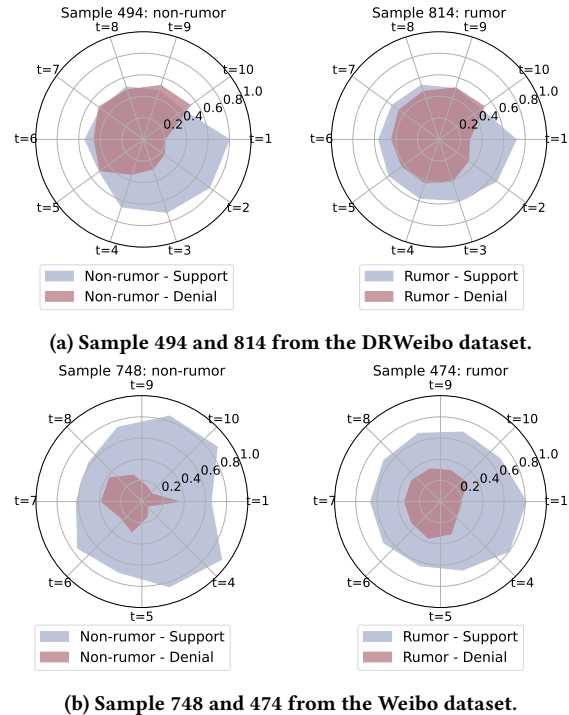 Sample 494: non-rumor
t=8 t=9
t=7 t=10
1.0
0.8
0.6
0.4
0.2
t=6 t=1
t=5 t=2
t=4 t=3
Non-rumor - Support
Non-rumor - Denial
Sample 814: rumor
t=8 t=9
t=7 t=10
1.0
0.8
0.6
0.4
0.2
t=6 t=1
t=5 t=2
t=4 t=3
Rumor - Support
Rumor - Denial
(a) Sample 494 and 814 from the DRWeibo dataset.
Sample 748: non-rumor
t=9
t=8 t=10
1.0
0.8
0.6
0.4
0.2
t=7 t=1
t=6 t=4
t=5
Non-rumor - Support
Non-rumor - Denial
Sample 474: rumor
t=9
t=8 t=10
1.0
0.8
0.6
0.4
0.2
t=7 t=1
t=6 t=4
t=5
Rumor - Support
Rumor - Denial
(b) Sample 748 and 474 from the Weibo dataset.